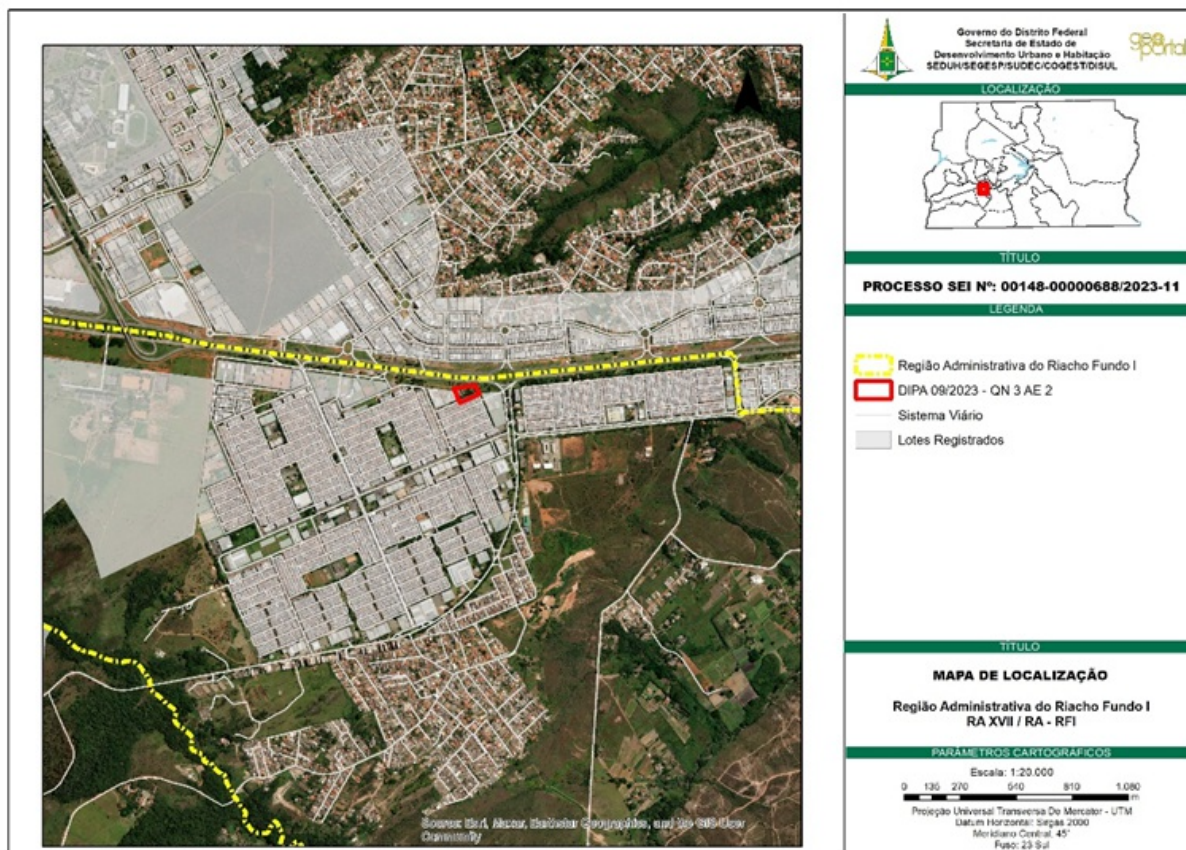 Governo do Distrito Federal
Secretaria de Estado de
Desenvolvimento Urbano e Habitação
SEDUH/SEGESP/SUDEC/COGEST/DISUL
geo
portal
LOCALIZAÇÃO
TÍTULO
PROCESSO SEI Nº: 00148-00000688/2023-11
LEGENDA
Região Administrativa do Riacho Fundo I
DIPA 09/2023 - QN 3 AE 2
Sistema Viário
Lotes Registrados
TÍTULO
MAPA DE LOCALIZAÇÃO
Região Administrativa do Riacho Fundo I
RA XVII / RA - RFI
PARÂMETROS CARTOGRÁFICOS
Escala: 1:20.000
0 135 270 540 810 1.080
m
Projeção Universal Transversa De Mercator - UTM
Datum Horizontal: Sirgas 2000
Meridiano Central, 45°
Fuso: 23 Sul
Source: Esri, Maxar, Earthstar Geographics, and the GIS User
Community